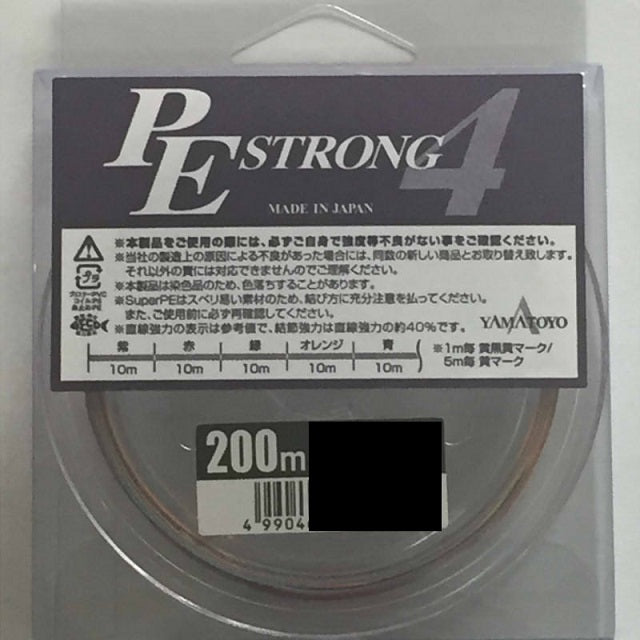 PE STRONG 4
MADE IN JAPAN
※本製品をご使用の際には、必ずご自身で強度等不良がない事をご確認ください。
※当社の製造上の原因による不良があった場合には、同数の新しい商品とお取り替え致します。
それ以外の責には対応できませんのでご理解ください。
※本製品は染色品のため、色落ちすることがあります。
※SuperPEはスベリ易い素材のため、結び方に充分注意を払ってください。
また、ご使用前に必ず再確認してください。
※直線強力の表示は参考値で、結節強力は直線強力の約40%です。
YAMATOYO
プラ
紫 赤 緑 オレンジ 青
10m 10m 10m 10m 10m
※1m毎 黄黒黄マーク/
5m毎 黄マーク
200m
4 9904